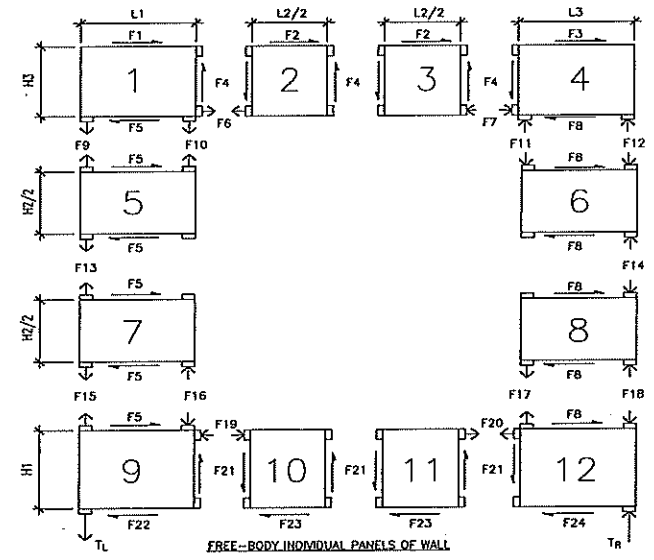 L1 L2/2 L2/2 L3
F1 F2 F2 F3
H3 1 F4 2 F4 3 F4 4
F5 F6 F7 F8
F9 F10 F11 F12
F5 F8
H2/2 5 6
F5 F8
F13 F14
F5 F8
H2/2 7 8
F5 F8
F15 F16 F17 F18
F5 F19 F20 F8
H1 9 F21 10 F21 11 F21 12
F22 F23 F23 F24
TL TR
FREE-BODY INDIVIDUAL PANELS OF WALL